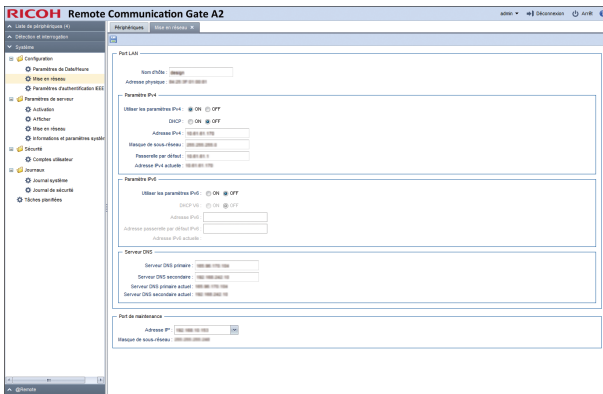 RICOH Remote Communication Gate A2
admin
Déconnexion
Arrêt
Liste de périphériques (4)
Détection et interrogation
Système
Configuration
Paramètres de Date/Heure
Mise en réseau
Paramètres d'authentification IEEE
Paramètres de serveur
Activation
Afficher
Mise en réseau
Informations et paramètres systèm
Sécurité
Comptes utilisateur
Journaux
Journal système
Journal de sécurité
Tâches planifiées
@Remote
Périphériques
Mise en réseau
Port LAN
Nom d'hôte :
Adresse physique :
Paramètre IPv4
Utiliser les paramètres IPv4 : ON OFF
DHCP : ON OFF
Adresse IPv4 :
Masque de sous-réseau :
Passerelle par défaut :
Adresse IPv4 actuelle :
Paramètre IPv6
Utiliser les paramètres IPv6 : ON OFF
DHCP V6 : ON OFF
Adresse IPv6 :
Adresse passerelle par défaut IPv6 :
Adresse IPv6 actuelle :
Serveur DNS
Serveur DNS primaire :
Serveur DNS secondaire :
Serveur DNS primaire actuel :
Serveur DNS secondaire actuel :
Port de maintenance
Adresse IP :
Masque de sous-réseau :